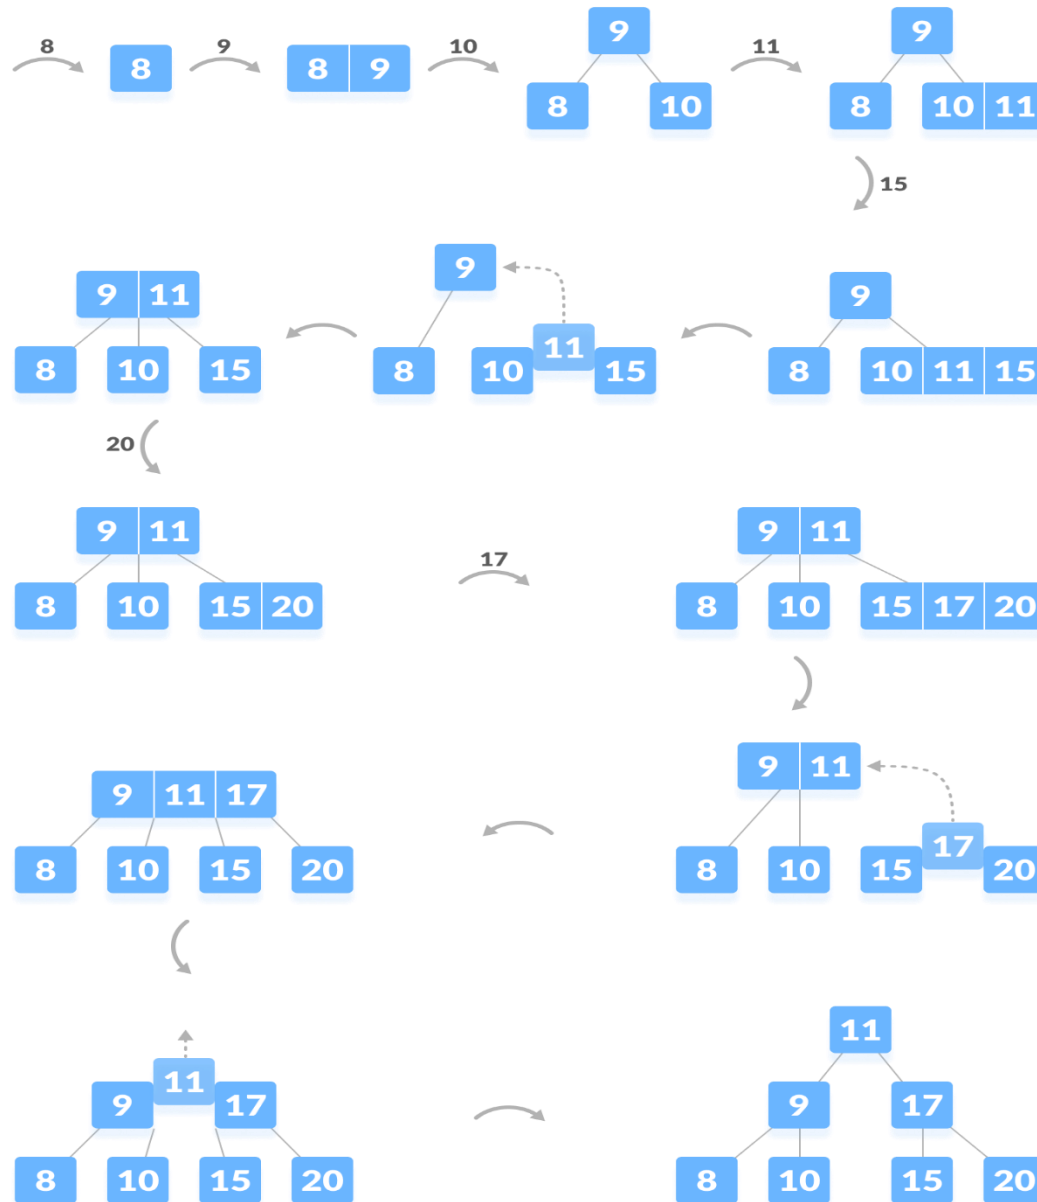 8 8 9 8 9 10 9 11 9
8 10 8 10 11
15
9 11 9 9
8 10 15 8 10 11 15 8 10 11 15
20
9 11 17 9 11
8 10 15 20 8 10 15 17 20
9 11 17 9 11
8 10 15 20 8 10 15 17 20
11 11
9 17 9 17
8 10 15 20 8 10 15 20